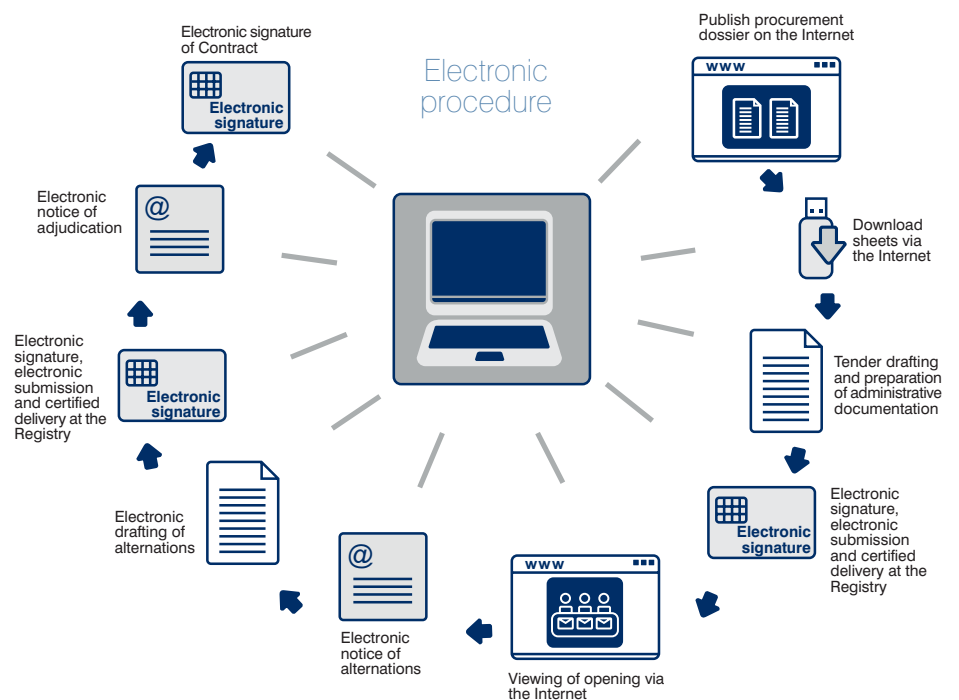 Electronic
procedure
Publish procurement
dossier on the Internet
www
Download
sheets via
the Internet
Tender drafting
and preparation
of administrative
documentation
Electronic
signature
Electronic
signature,
electronic
submission
and certified
delivery at the
Registry
www
Viewing of opening via
the Internet
@
Electronic
notice of
alternations
Electronic
drafting of
alternations
Electronic
signature,
electronic
submission
and certified
delivery at the
Registry
Electronic
signature
Electronic
notice of
adjudication
@
Electronic signature
of Contract
Electronic
signature